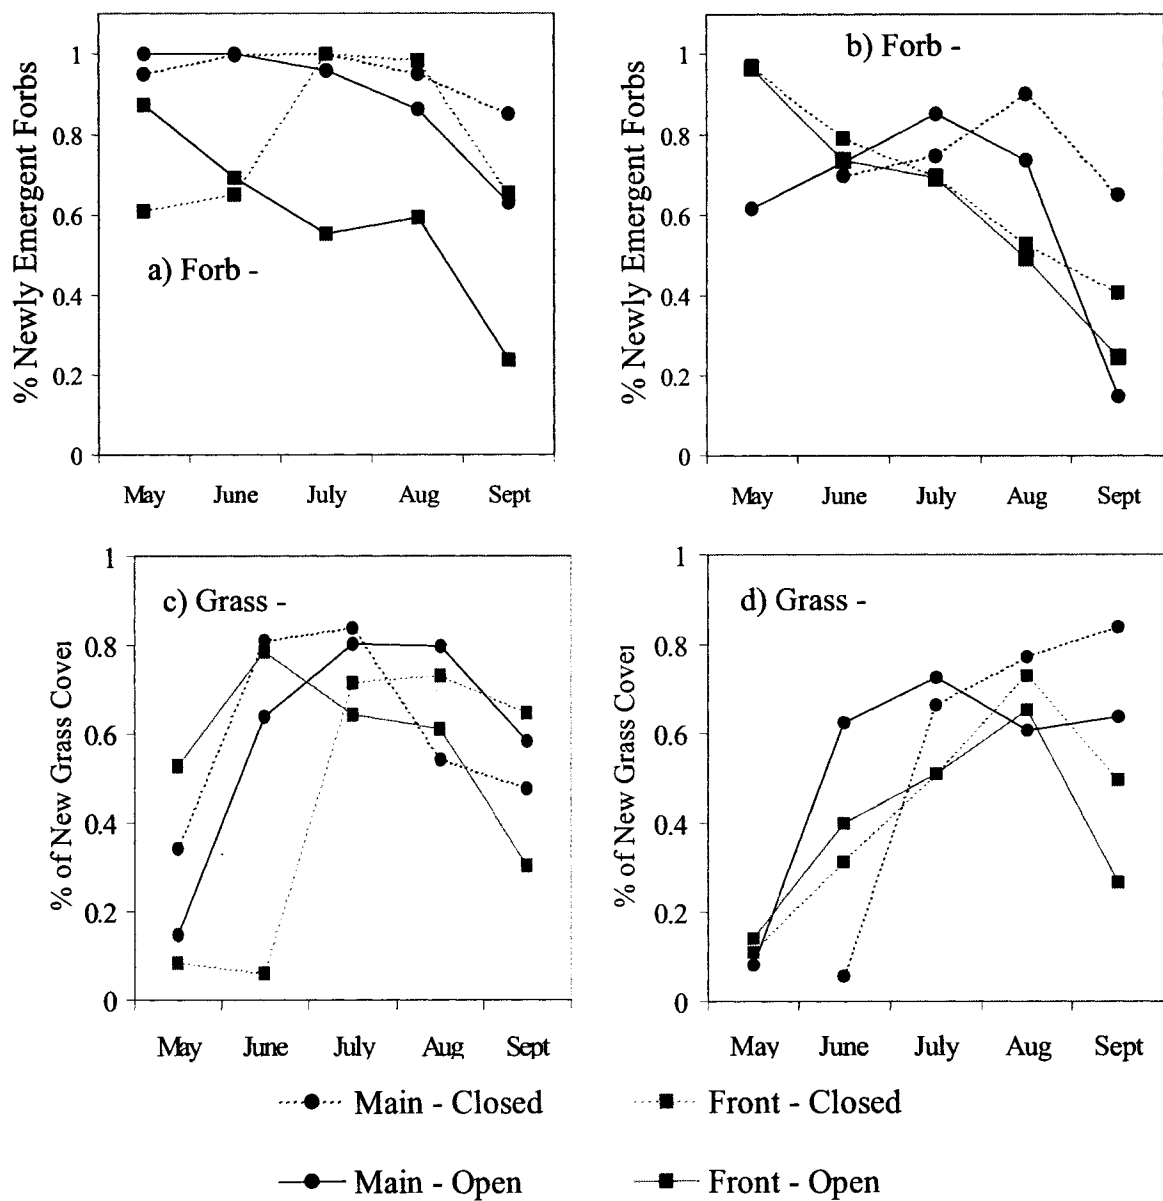 a) Forb -
% Newly Emergent Forbs
1
0.8
0.6
0.4
0.2
0
May June July Aug Sept
b) Forb -
% Newly Emergent Forbs
1
0.8
0.6
0.4
0.2
0
May June July Aug Sept
c) Grass -
% of New Grass Cover
1
0.8
0.6
0.4
0.2
0
May June July Aug Sept
d) Grass -
% of New Grass Cover
1
0.8
0.6
0.4
0.2
0
May June July Aug Sept
Main - Closed
Front - Closed
Main - Open
Front - Open